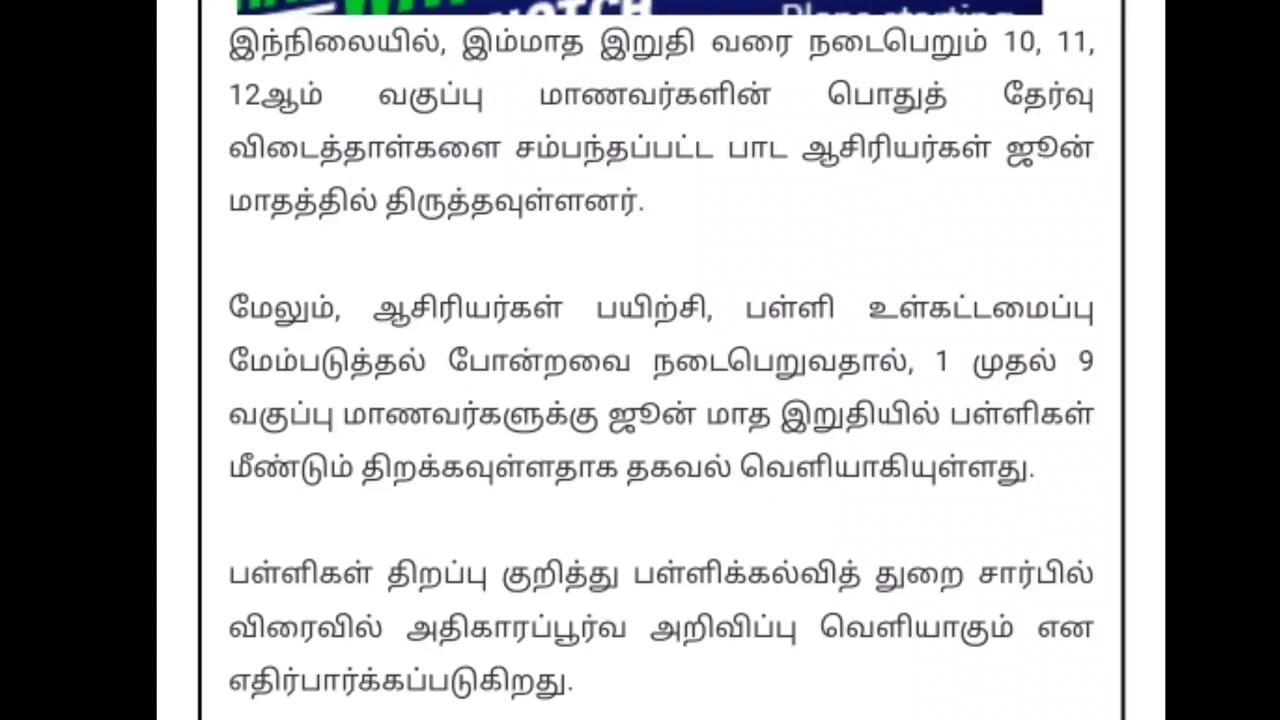 இந்நிலையில், இம்மாத இறுதி வரை நடைபெறும் 10, 11,
12ஆம் வகுப்பு மாணவர்களின் பொதுத் தேர்வு
விடைத்தாள்களை சம்பந்தப்பட்ட பாட ஆசிரியர்கள் ஜூன்
மாதத்தில் திருத்தவுள்ளனர்.
மேலும், ஆசிரியர்கள் பயிற்சி, பள்ளி உள்கட்டமைப்பு
மேம்படுத்தல் போன்றவை நடைபெறுவதால், 1 முதல் 9
வகுப்பு மாணவர்களுக்கு ஜூன் மாத இறுதியில் பள்ளிகள்
மீண்டும் திறக்கவுள்ளதாக தகவல் வெளியாகியுள்ளது.
பள்ளிகள் திறப்பு குறித்து பள்ளிக்கல்வித் துறை சார்பில்
விரைவில் அதிகாரப்பூர்வ அறிவிப்பு வெளியாகும் என
எதிர்பார்க்கப்படுகிறது.